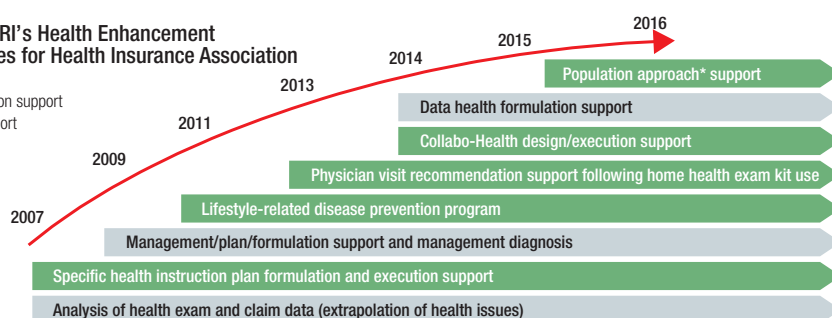 RI's Health Enhancement
es for Health Insurance Association
on support
port
2007
2009
2011
2013
2014
2015
2016
Population approach* support
Data health formulation support
Collabo-Health design/execution support
Physician visit recommendation support following home health exam kit use
Lifestyle-related disease prevention program
Management/plan/formulation support and management diagnosis
Specific health instruction plan formulation and execution support
Analysis of health exam and claim data (extrapolation of health issues)